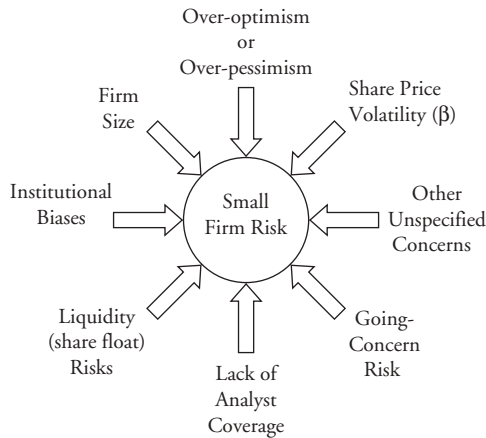 Over-optimism
or
Over-pessimism
Share Price
Volatility (β)
Firm
Size
Institutional
Biases
Small
Firm Risk
Other
Unspecified
Concerns
Liquidity
(share float)
Risks
Lack of
Analyst
Coverage
Going-
Concern
Risk